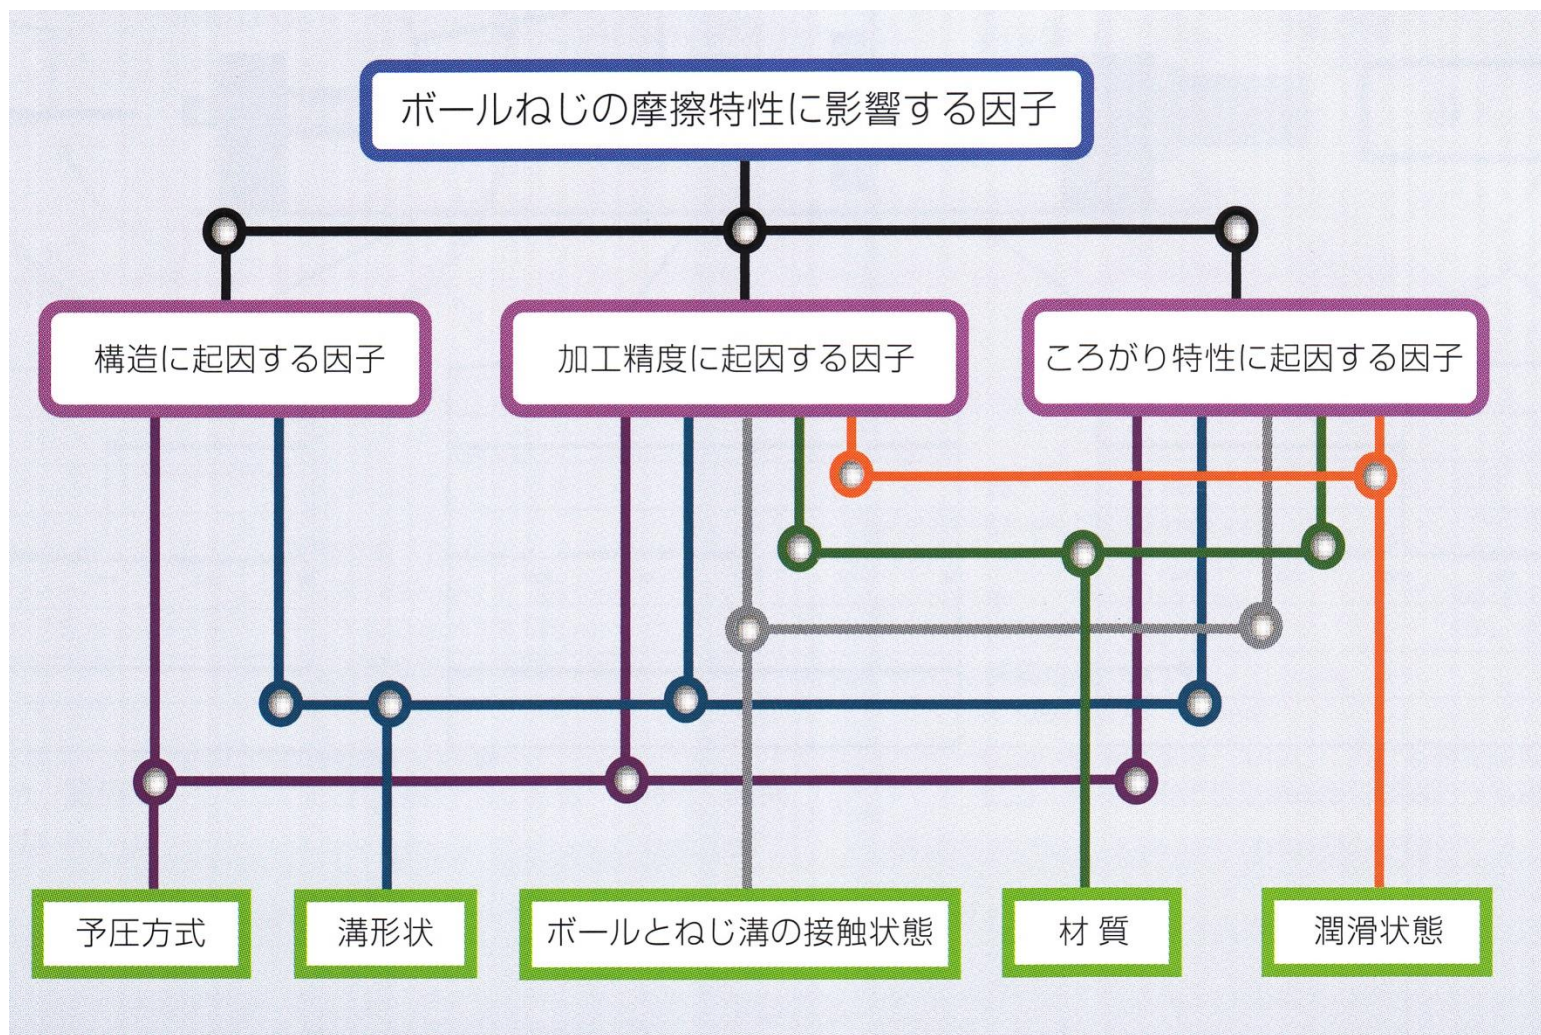 ボールねじの摩擦特性に影響する因子
構造に起因する因子
加工精度に起因する因子
ころがり特性に起因する因子
予圧方式
溝形状
ボールとねじ溝の接触状態
材質
潤滑状態